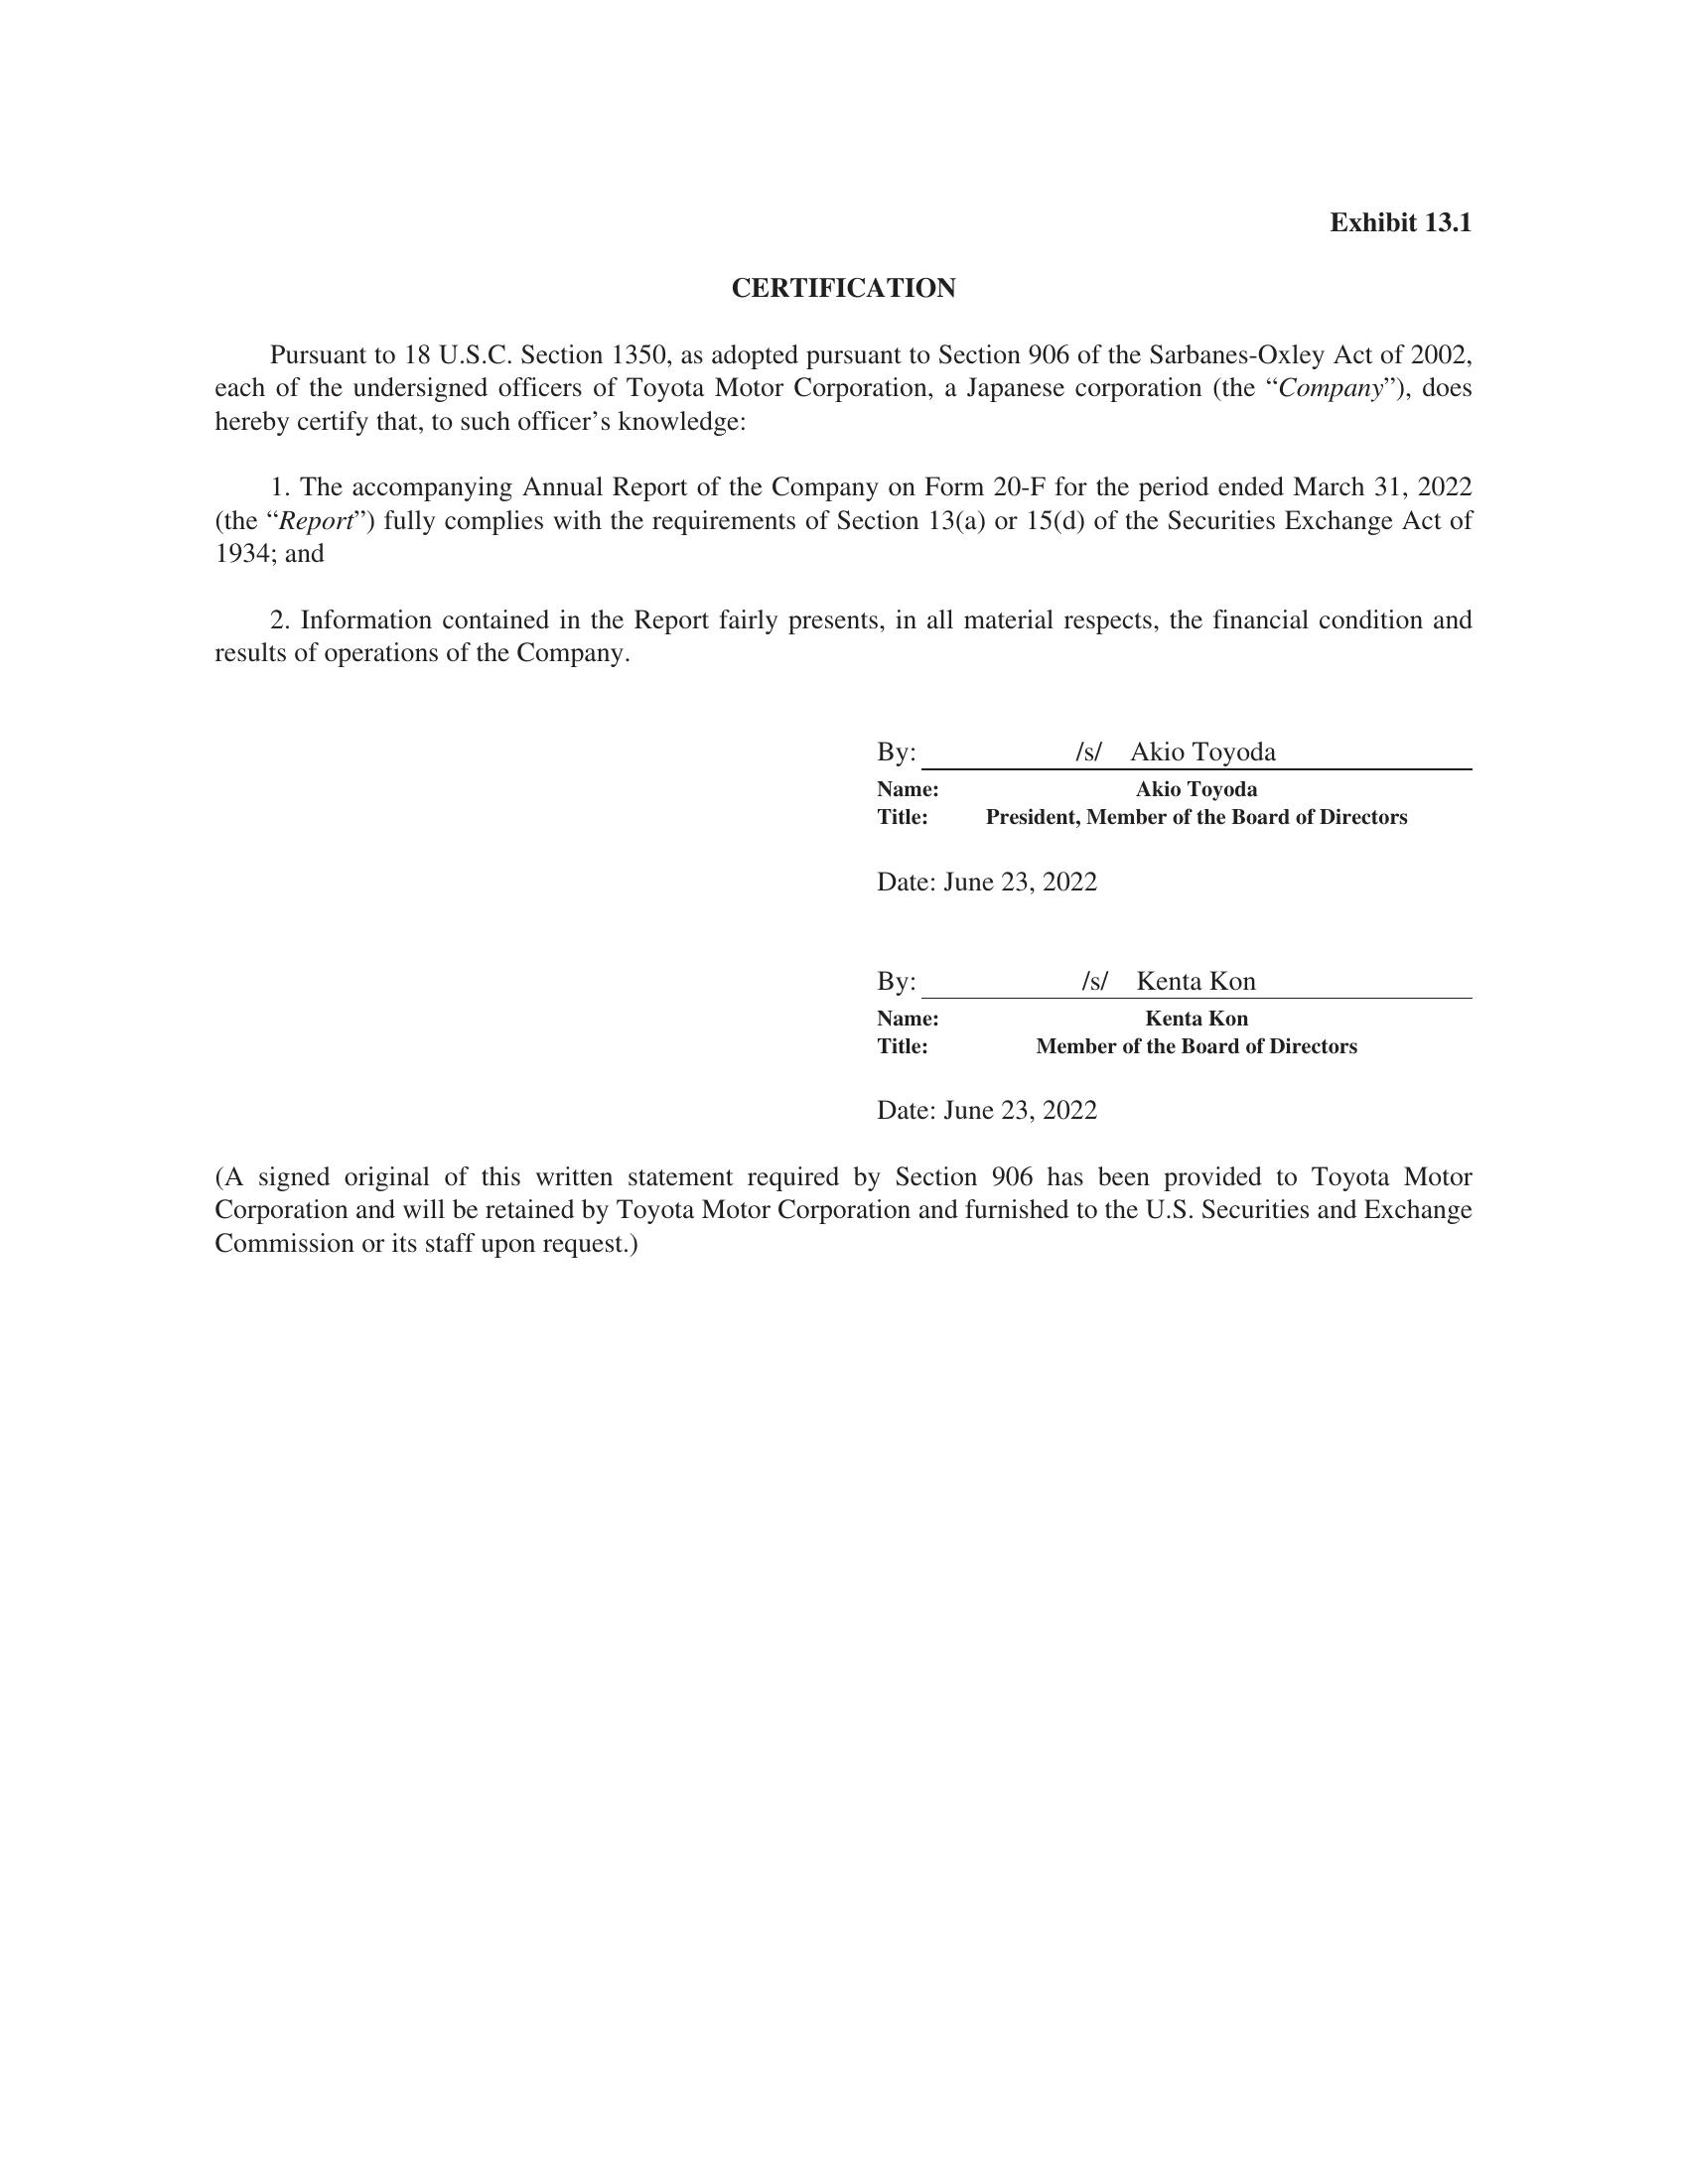 Exhibit 13.1
CERTIFICATION
Pursuant to 18 U.S.C. Section 1350, as adopted pursuant to Section 906 of the Sarbanes-Oxley Act of 2002,
each of the undersigned officers of Toyota Motor Corporation, a Japanese corporation (the “Company”), does
hereby certify that, to such officer’s knowledge:
1. The accompanying Annual Report of the Company on Form 20-F for the period ended March 31, 2022
(the “Report”) fully complies with the requirements of Section 13(a) or 15(d) of the Securities Exchange Act of
1934; and
2. Information contained in the Report fairly presents, in all material respects, the financial condition and
results of operations of the Company.
By: /s/ Akio Toyoda
Name: Akio Toyoda
Title: President, Member of the Board of Directors
Date: June 23, 2022
By: /s/ Kenta Kon
Name: Kenta Kon
Title: Member of the Board of Directors
Date: June 23, 2022
(A signed original of this written statement required by Section 906 has been provided to Toyota Motor
Corporation and will be retained by Toyota Motor Corporation and furnished to the U.S. Securities and Exchange
Commission or its staff upon request.)